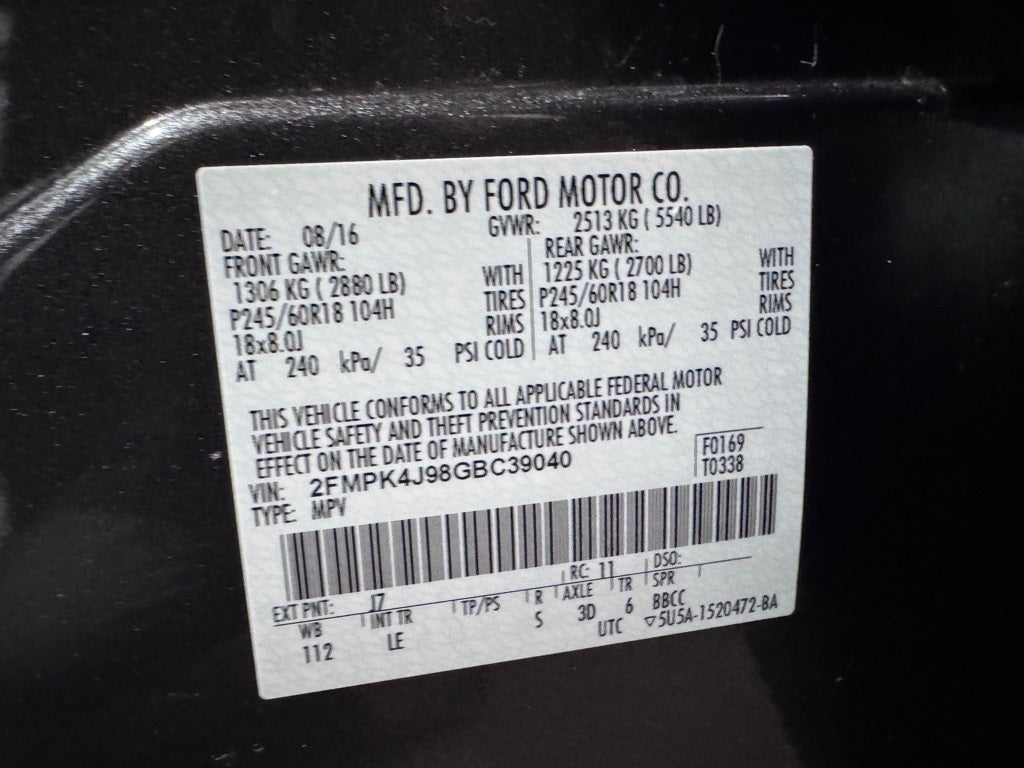 MFD. BY FORD MOTOR CO.
DATE: 08/16 GVWR: 2513 KG ( 5540 LB)
FRONT GAWR: REAR GAWR:
1306 KG ( 2880 LB) WITH 1225 KG ( 2700 LB) WITH
P245/60R18 104H TIRES P245/60R18 104H TIRES
18x8.0J RIMS 18x8.0J RIMS
AT 240 kPa/ 35 PSI COLD AT 240 kPa/ 35 PSI COLD
THIS VEHICLE CONFORMS TO ALL APPLICABLE FEDERAL MOTOR
VEHICLE SAFETY AND THEFT PREVENTION STANDARDS IN
EFFECT ON THE DATE OF MANUFACTURE SHOWN ABOVE.
VIN: 2FMPK4J98GBC39040 F0169
TYPE: MPV T0338
EXT PNT: J7 RC: 11 DSO:
WB INT TR TP/PS R AXLE TR SPR
112 LE S 3D 6 BBCC
UTC ▽5U5A-1520472-BA